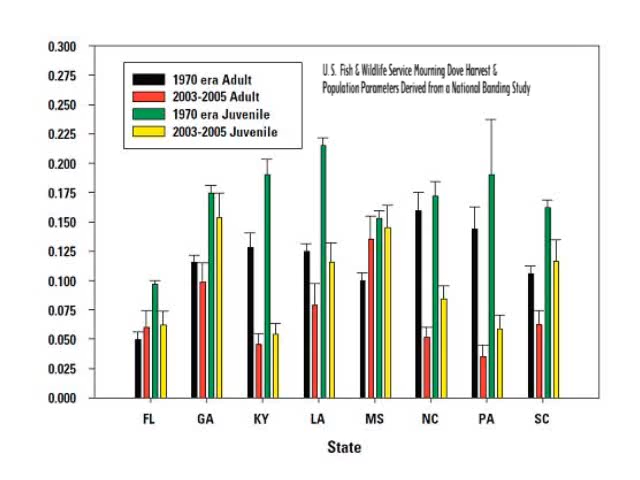 0.300
0.275
0.250
0.225
0.200
0.175
0.150
0.125
0.100
0.075
0.050
0.025
0.000
1970 era Adult
2003-2005 Adult
1970 era Juvenile
2003-2005 Juvenile
U.S. Fish & Wildlife Service Mourning Dove Harvest &
Population Parameters Derived from a National Banding Study
FL GA KY LA MS NC PA SC
State